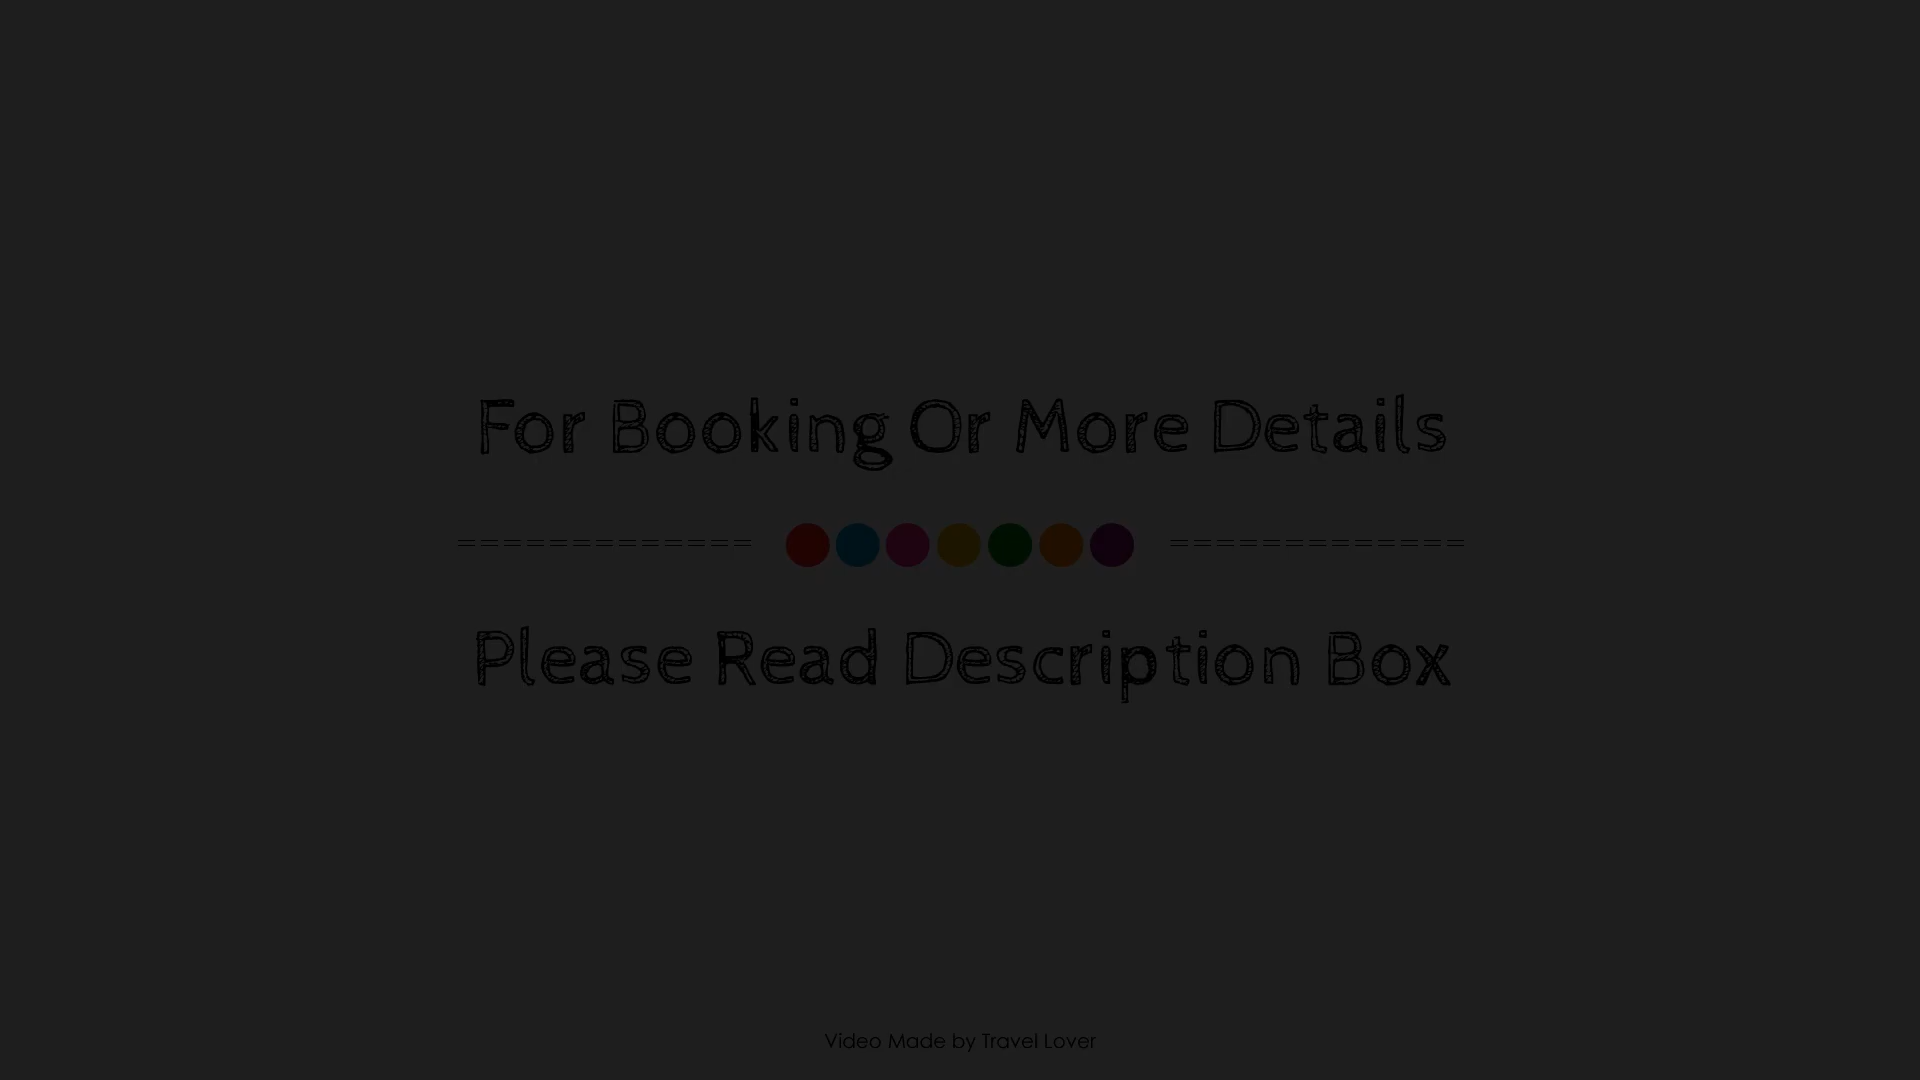 For Booking Or More Details
============= =============
Please Read Description Box
Video Made by Travel Lover